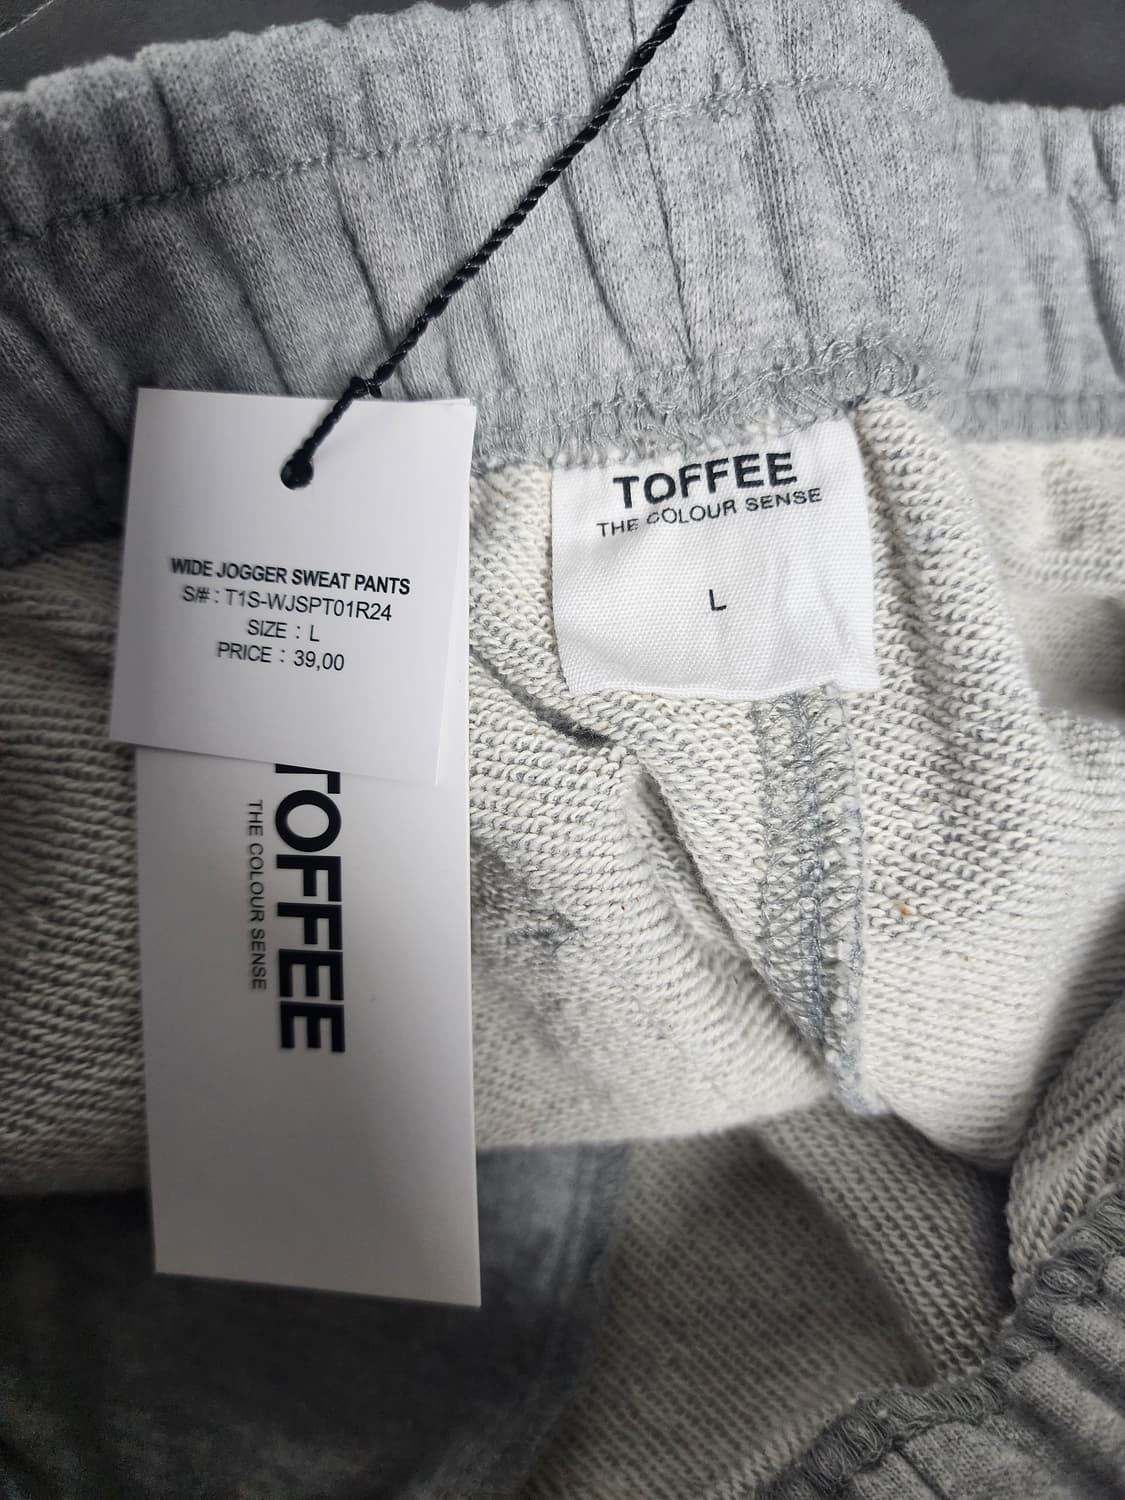 WIDE JOGGER SWEAT PANTS
S/# : T1S-WJSPT01R24
SIZE : L
PRICE : 39,00
TOFFEE
THE COLOUR SENSE
TOFFEE
THE COLOUR SENSE
L